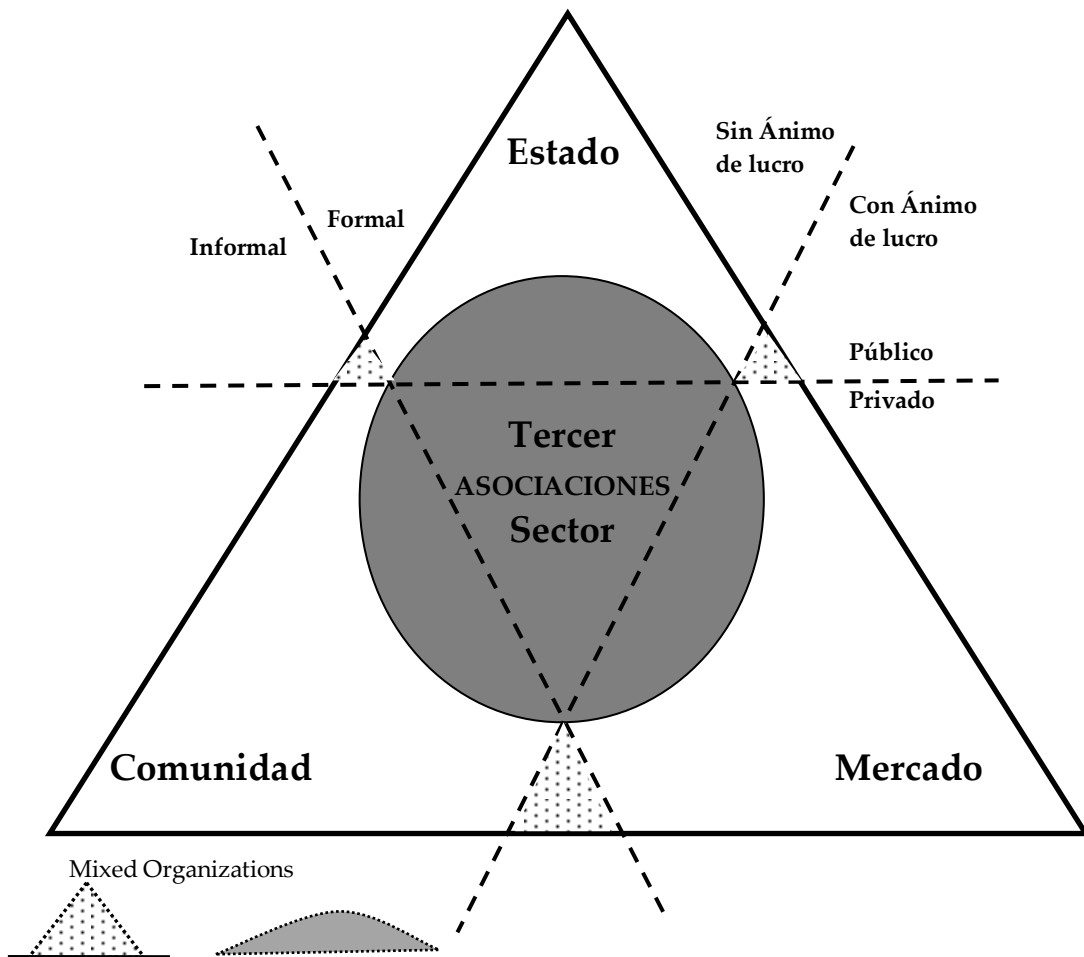 Estado
Sin Ánimo
de lucro
Con Ánimo
de lucro
Formal
Informal
Público
Privado
Tercer
ASOCIACIONES
Sector
Comunidad
Mercado
Mixed Organizations